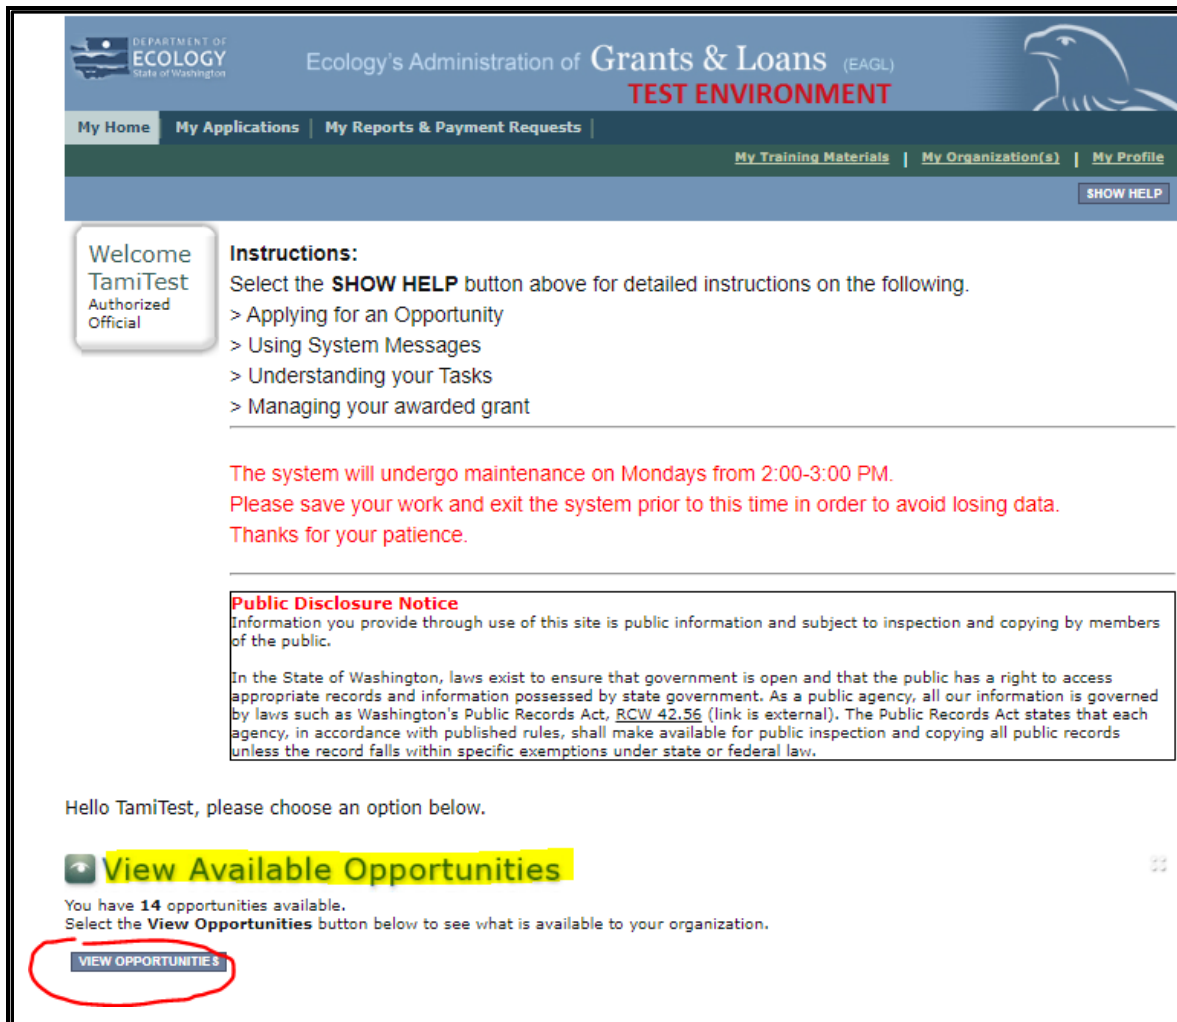 DEPARTMENT OF
ECOLOGY
State of Washington
Ecology's Administration of Grants & Loans (EAGL)
TEST ENVIRONMENT
My Home My Applications My Reports & Payment Requests
My Training Materials | My Organization(s) | My Profile
SHOW HELP
Welcome
TamiTest
Authorized
Official
Instructions:
Select the SHOW HELP button above for detailed instructions on the following.
> Applying for an Opportunity
> Using System Messages
> Understanding your Tasks
> Managing your awarded grant
The system will undergo maintenance on Mondays from 2:00-3:00 PM.
Please save your work and exit the system prior to this time in order to avoid losing data.
Thanks for your patience.
Public Disclosure Notice
Information you provide through use of this site is public information and subject to inspection and copying by members
of the public.
In the State of Washington, laws exist to ensure that government is open and that the public has a right to access
appropriate records and information possessed by state government. As a public agency, all our information is governed
by laws such as Washington's Public Records Act, RCW 42.56 (link is external). The Public Records Act states that each
agency, in accordance with published rules, shall make available for public inspection and copying all public records
unless the record falls within specific exemptions under state or federal law.
Hello TamiTest, please choose an option below.
View Available Opportunities
You have 14 opportunities available.
Select the View Opportunities button below to see what is available to your organization.
VIEW OPPORTUNITIES